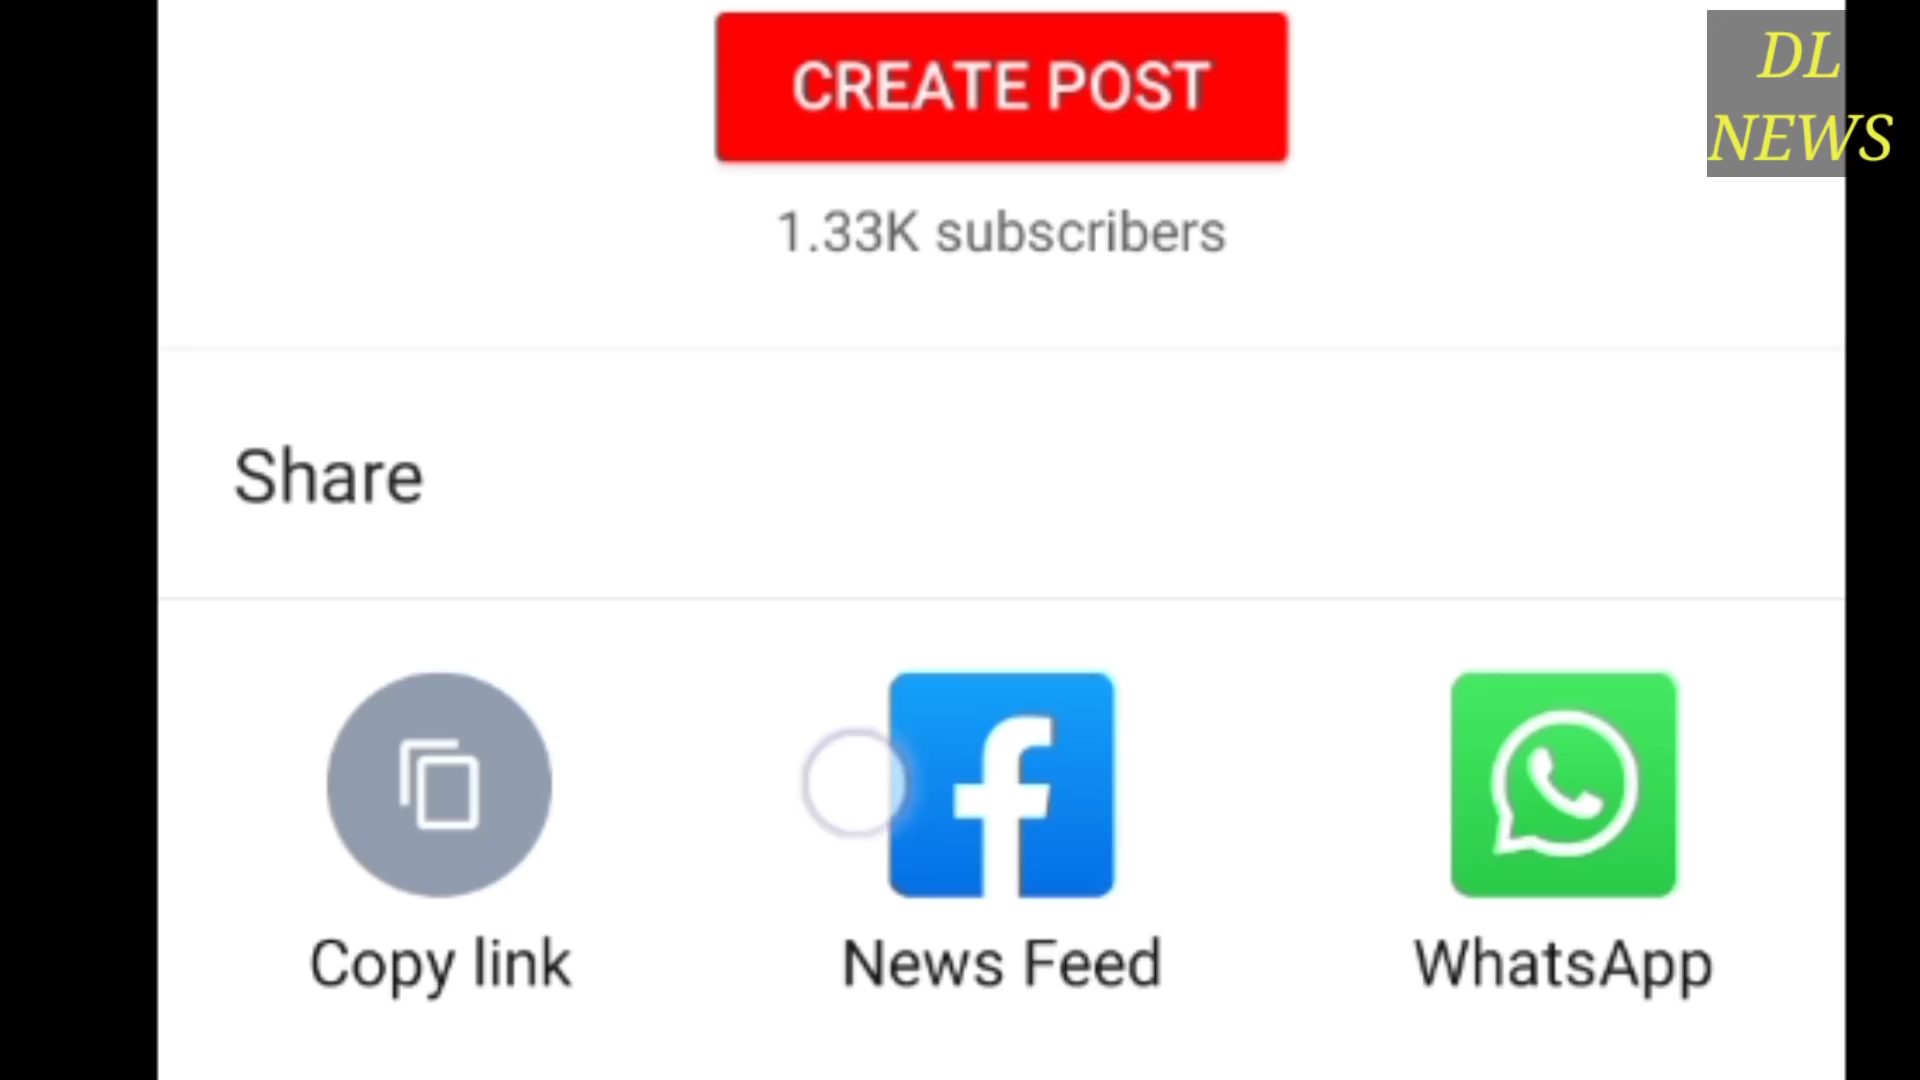 CREATE POST
DL
NEWS
1.33K subscribers
Share
Copy link
News Feed
WhatsApp